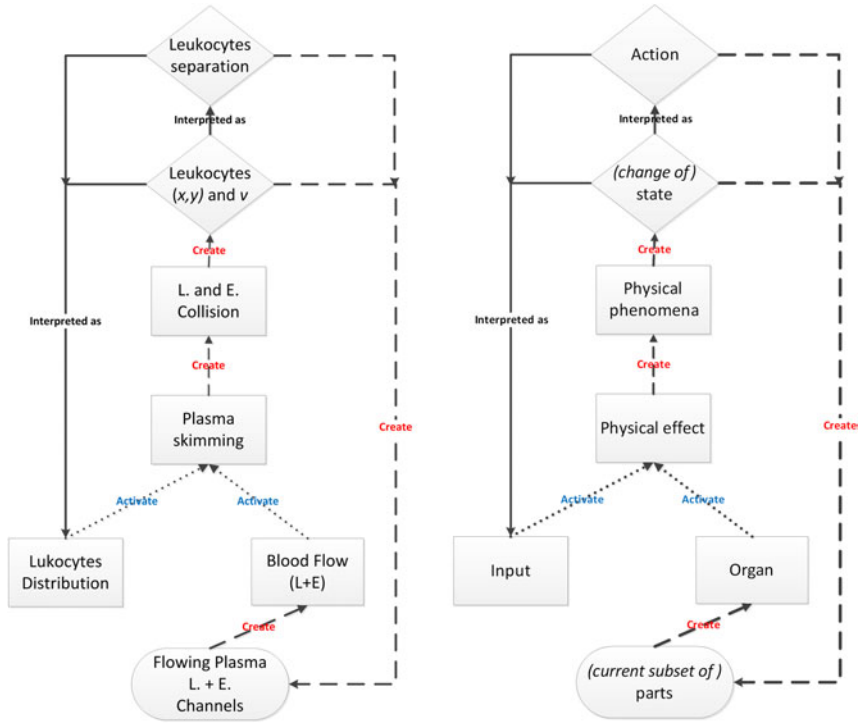 Leukocytes
separation
Interpreted as
Leukocytes
(x,y) and v
Create
L. and E.
Collision
Interpreted as
Create
Plasma
skimming
Create
Activate
Activate
Lukocytes
Distribution
Blood Flow
(L+E)
Create
Flowing Plasma
L. + E.
Channels
Action
Interpreted as
(change of)
state
Create
Physical
phenomena
Interpreted as
Create
Physical effect
Creates
Activate
Activate
Input
Organ
Create
(current subset of)
parts